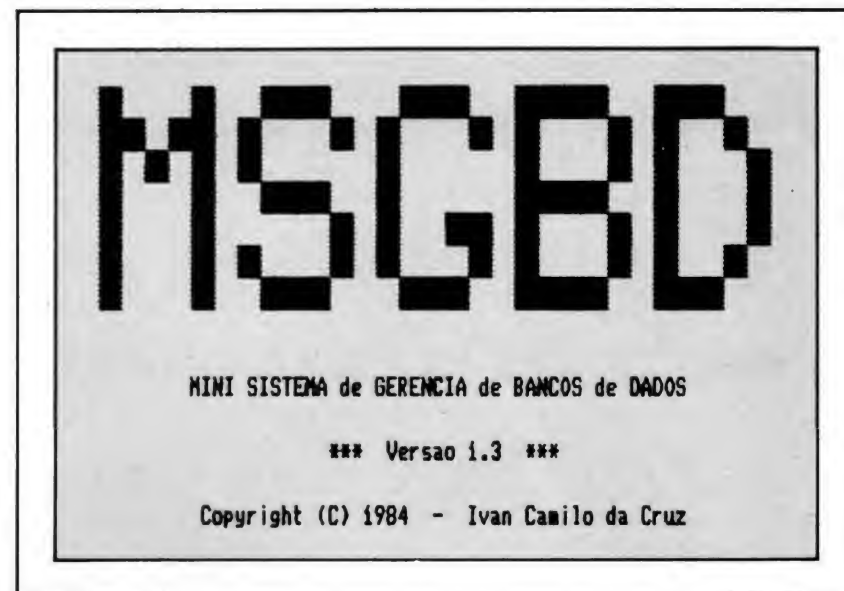 MSGBD
MINI SISTEMA de GERENCIA de BANCOS de DADOS
*** Versao 1.3 ***
Copyright (C) 1984 - Ivan Camilo da Cruz